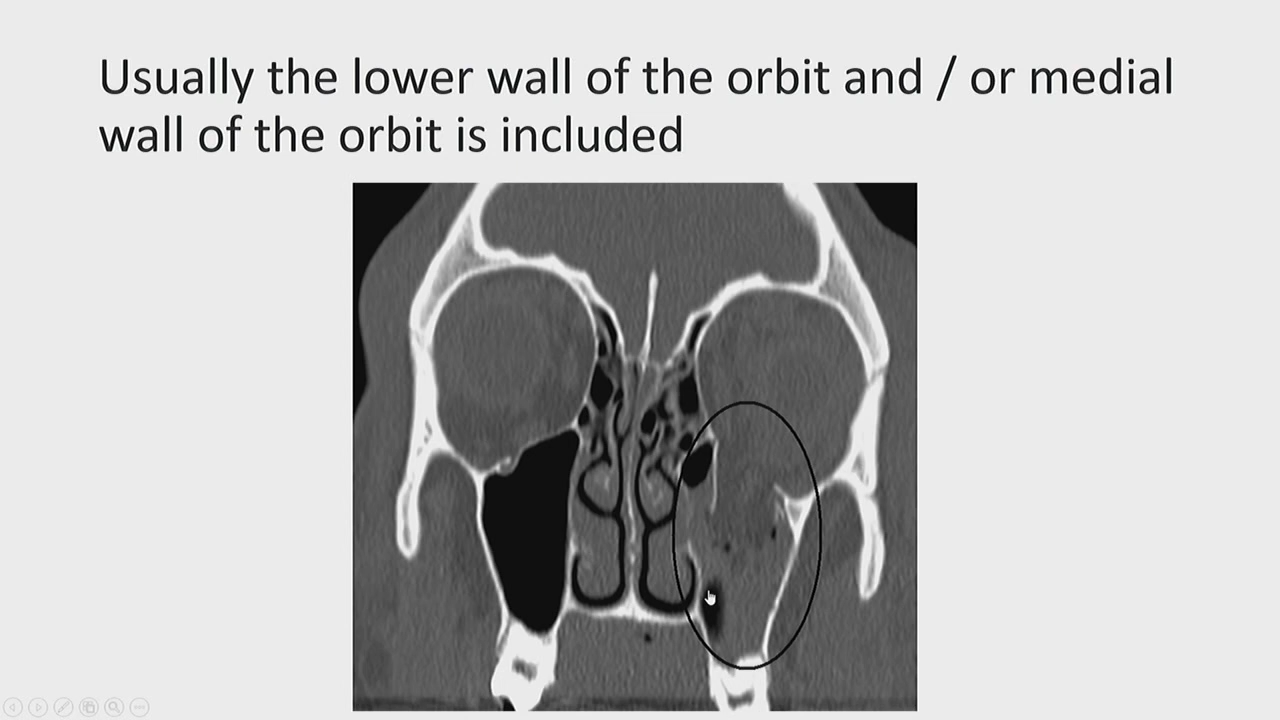 Usually the lower wall of the orbit and / or medial
wall of the orbit is included